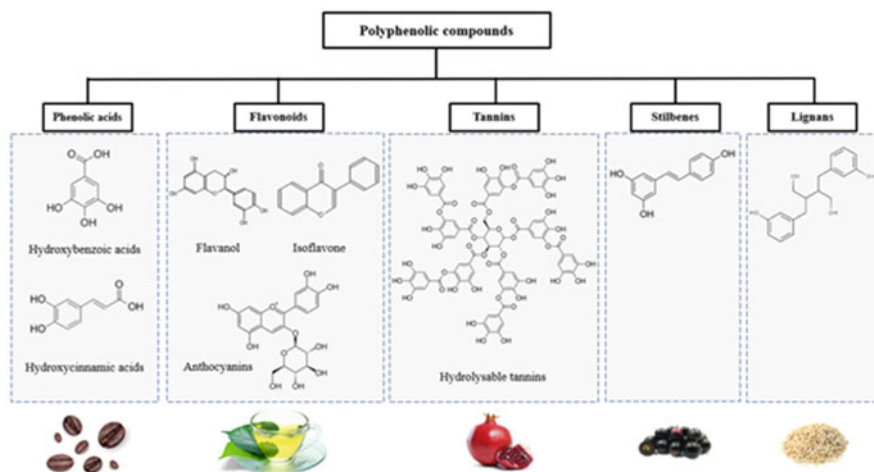 Polyphenolic compounds
Phenolic acids
Flavonoids
Tannins
Stilbenes
Lignans
Hydroxybenzoic acids
Flavanol
Isoflavone
Hydroxycinnamic acids
Anthocyanins
Hydrolysable tannins